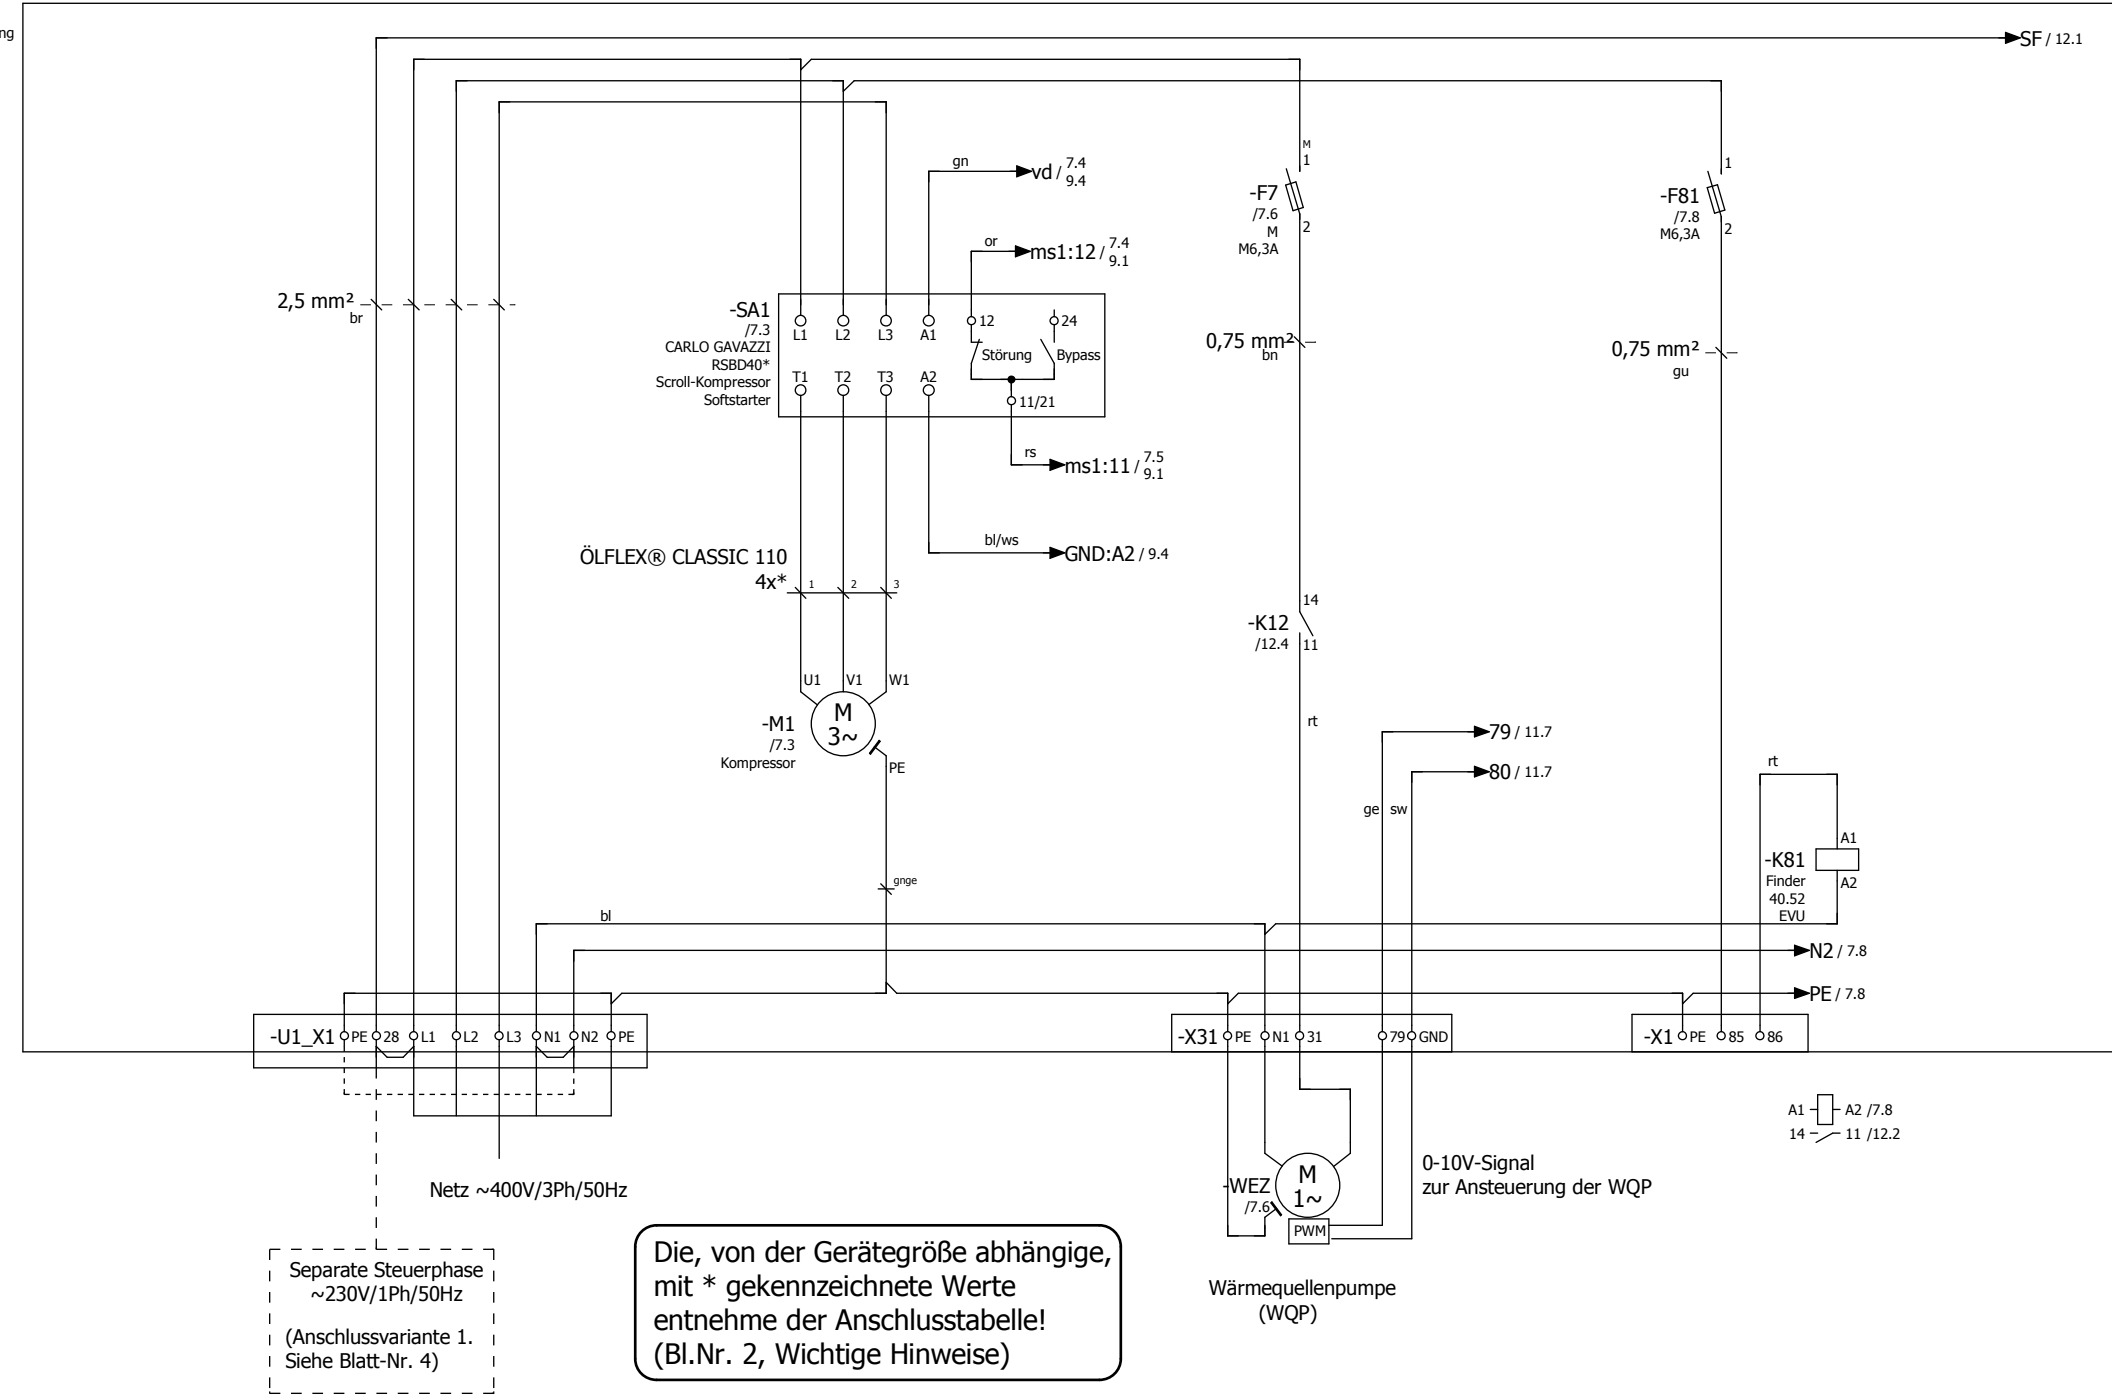 SF / 12.1
gn
vd / 7.4
9.4
or
ms1:12 / 7.4
9.1
M
1
-F7
/7.6
M
M6,3A
2
1
-F81
/7.8
M6,3A
2
2,5 mm²
br
-SA1
/7.3
CARLO GAVAZZI
RSBD40*
Scroll-Kompressor
Softstarter
L1 L2 L3 A1 12 24
Störung Bypass
T1 T2 T3 A2 11/21
0,75 mm²
bn
0,75 mm²
gu
rs
ms1:11 / 7.5
9.1
bl/ws
GND:A2 / 9.4
ÖLFLEX® CLASSIC 110
4x*
1 2 3
14
-K12
/12.4
11
U1 V1 W1
-M1
/7.3
Kompressor
M
3~
PE
rt
79 / 11.7
80 / 11.7
ge sw
rt
A1
-K81
Finder
40.52
EVU
A2
gnge
bl
N2 / 7.8
PE / 7.8
-U1_X1 PE 28 L1 L2 L3 N1 N2 PE
-X31 PE N1 31 79 GND
-X1 PE 85 86
A1 A2 /7.8
14 11 /12.2
Netz ~400V/3Ph/50Hz
-WEZ
/7.6
M
1~
PWM
0-10V-Signal
zur Ansteuerung der WQP
Wärmequellenpumpe
(WQP)
Separate Steuerphase
~230V/1Ph/50Hz
(Anschlussvariante 1.
Siehe Blatt-Nr. 4)
Die, von der Gerätegröße abhängige,
mit * gekennzeichnete Werte
entnehme der Anschlusstabelle!
(Bl.Nr. 2, Wichtige Hinweise)